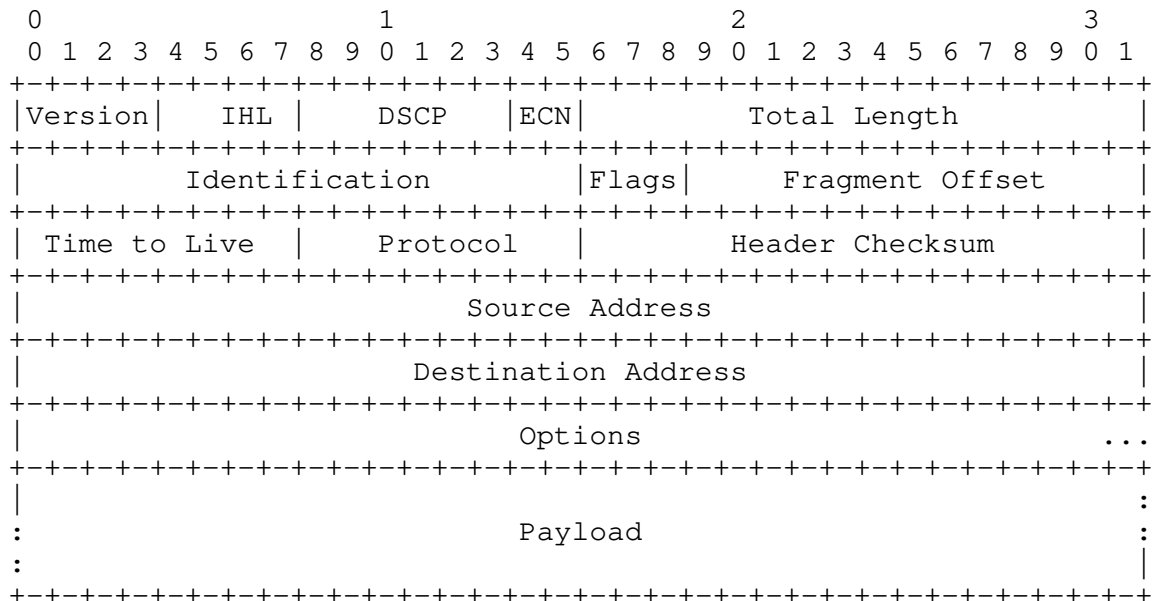 0                   1                   2                   3
0 1 2 3 4 5 6 7 8 9 0 1 2 3 4 5 6 7 8 9 0 1 2 3 4 5 6 7 8 9 0 1
+-+-+-+-+-+-+-+-+-+-+-+-+-+-+-+-+-+-+-+-+-+-+-+-+-+-+-+-+-+-+-+-+
|Version|  IHL  |    DSCP   |ECN|         Total Length          |
+-+-+-+-+-+-+-+-+-+-+-+-+-+-+-+-+-+-+-+-+-+-+-+-+-+-+-+-+-+-+-+-+
|         Identification        |Flags|     Fragment Offset     |
+-+-+-+-+-+-+-+-+-+-+-+-+-+-+-+-+-+-+-+-+-+-+-+-+-+-+-+-+-+-+-+-+
| Time to Live  |    Protocol   |        Header Checksum        |
+-+-+-+-+-+-+-+-+-+-+-+-+-+-+-+-+-+-+-+-+-+-+-+-+-+-+-+-+-+-+-+-+
|                         Source Address                        |
+-+-+-+-+-+-+-+-+-+-+-+-+-+-+-+-+-+-+-+-+-+-+-+-+-+-+-+-+-+-+-+-+
|                      Destination Address                      |
+-+-+-+-+-+-+-+-+-+-+-+-+-+-+-+-+-+-+-+-+-+-+-+-+-+-+-+-+-+-+-+-+
|                            Options                          ...
+-+-+-+-+-+-+-+-+-+-+-+-+-+-+-+-+-+-+-+-+-+-+-+-+-+-+-+-+-+-+-+-+
|                                                               :
:                            Payload                            :
:                                                               |
+-+-+-+-+-+-+-+-+-+-+-+-+-+-+-+-+-+-+-+-+-+-+-+-+-+-+-+-+-+-+-+-+